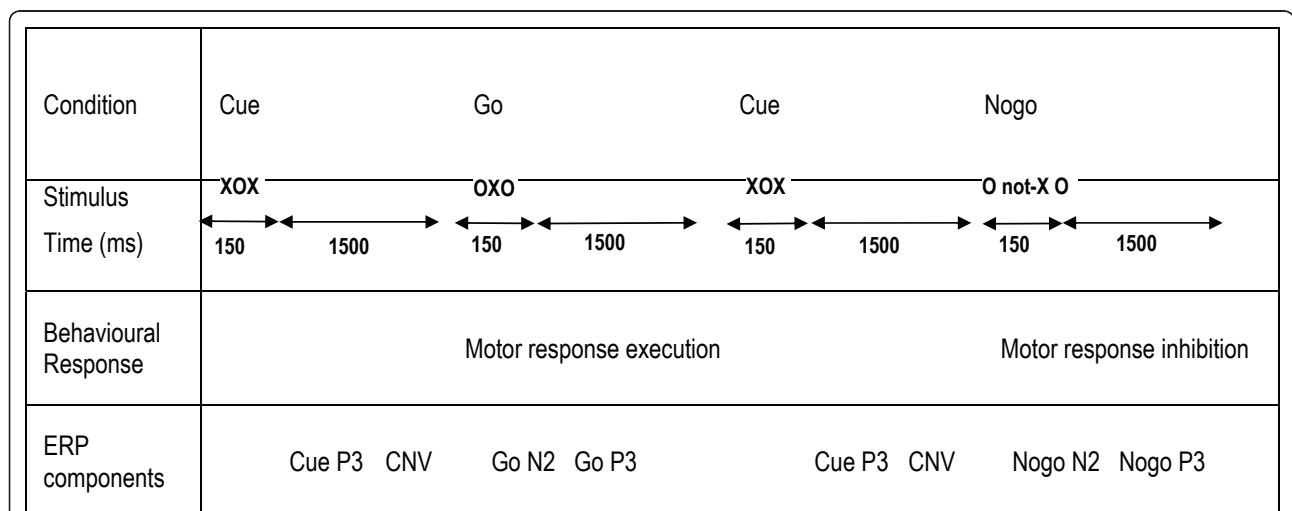 Condition Cue Go Cue Nogo
Stimulus XOX OXO XOX O not-X O
Time (ms) 150 1500 150 1500 150 1500 150 1500
Behavioural
Response Motor response execution Motor response inhibition
ERP
components Cue P3 CNV Go N2 Go P3 Cue P3 CNV Nogo N2 Nogo P3